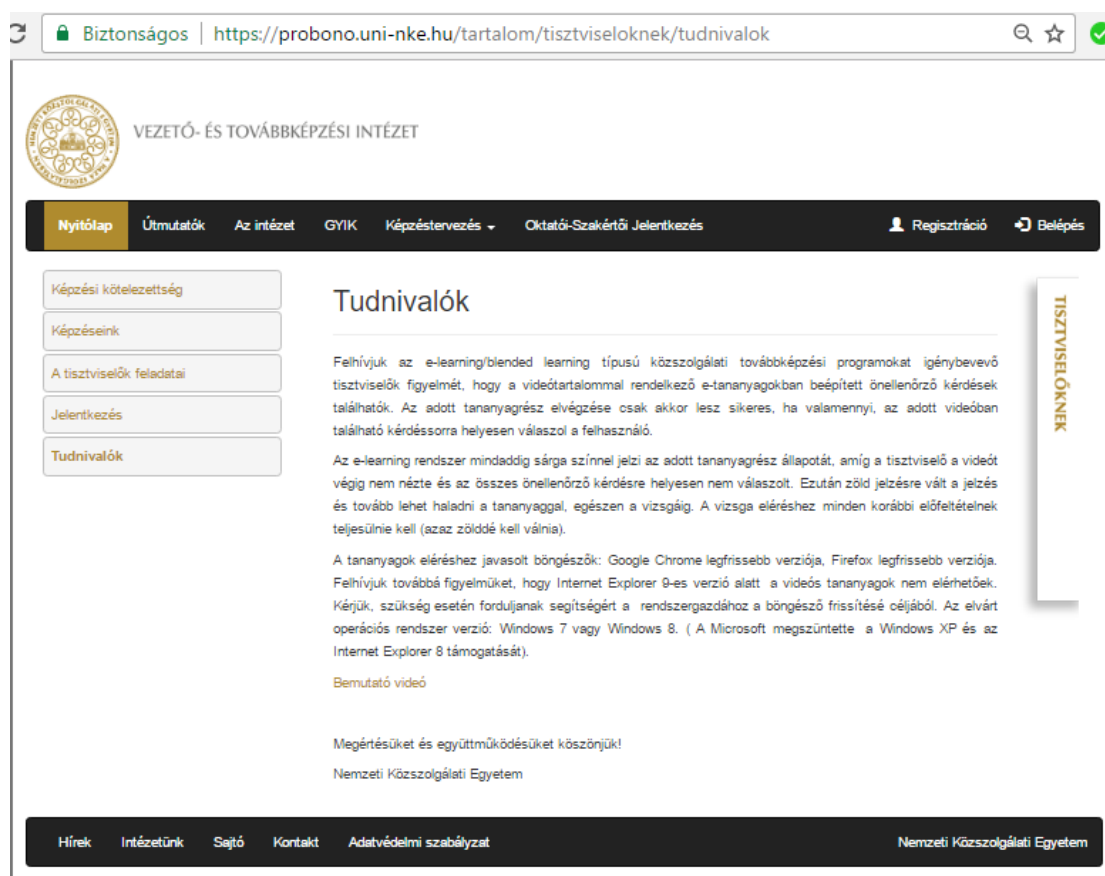 Biztonságos | https://probono.uni-nke.hu/tartalom/tisztviseloknek/tudnivalok
VEZETŐ- ÉS TOVÁBBKÉPZÉSI INTÉZET
Nyitólap Útmutatók Az intézet GYIK Képzéstervezés Oktatói-Szakértői Jelentkezés Regisztráció Belépés
Képzési kötelezettség
Képzéseink
A tisztviselők feladatai
Jelentkezés
Tudnivalók
Tudnivalók
Felhívjuk az e-learning/blended learning típusú közszolgálati továbbképzési programokat igénybevevő
tisztviselők figyelmét, hogy a videótartalommal rendelkező e-tananyagokban beépített önellenőrző kérdések
találhatók. Az adott tananyagrész elvégzése csak akkor lesz sikeres, ha valamennyi, az adott videóban
található kérdéssorra helyesen válaszol a felhasználó.
Az e-learning rendszer mindaddig sárga színnel jelzi az adott tananyagrész állapotát, amíg a tisztviselő a videót
végig nem nézte és az összes önellenőrző kérdésre helyesen nem válaszolt. Ezután zöld jelzésre vált a jelzés
és tovább lehet haladni a tananyaggal, egészen a vizsgáig. A vizsga eléréshez minden korábbi előfeltételnek
teljesülnie kell (azaz zölddé kell válnia).
A tananyagok eléréshez javasolt böngészők: Google Chrome legfrissebb verziója, Firefox legfrissebb verziója.
Felhívjuk továbbá figyelmüket, hogy Internet Explorer 9-es verzió alatt a videós tananyagok nem elérhetőek.
Kérjük, szükség esetén forduljanak segítségért a rendszergazdához a böngésző frissítésé céljából. Az elvárt
operációs rendszer verzió: Windows 7 vagy Windows 8. ( A Microsoft megszüntette a Windows XP és az
Internet Explorer 8 támogatását).
Bemutató videó
Megértésüket és együttműködésüket köszönjük!
Nemzeti Közszolgálati Egyetem
TISZTVISELŐKNEK
Hírek Intézetünk Sajtó Kontakt Adatvédelmi szabályzat Nemzeti Közszolgálati Egyetem